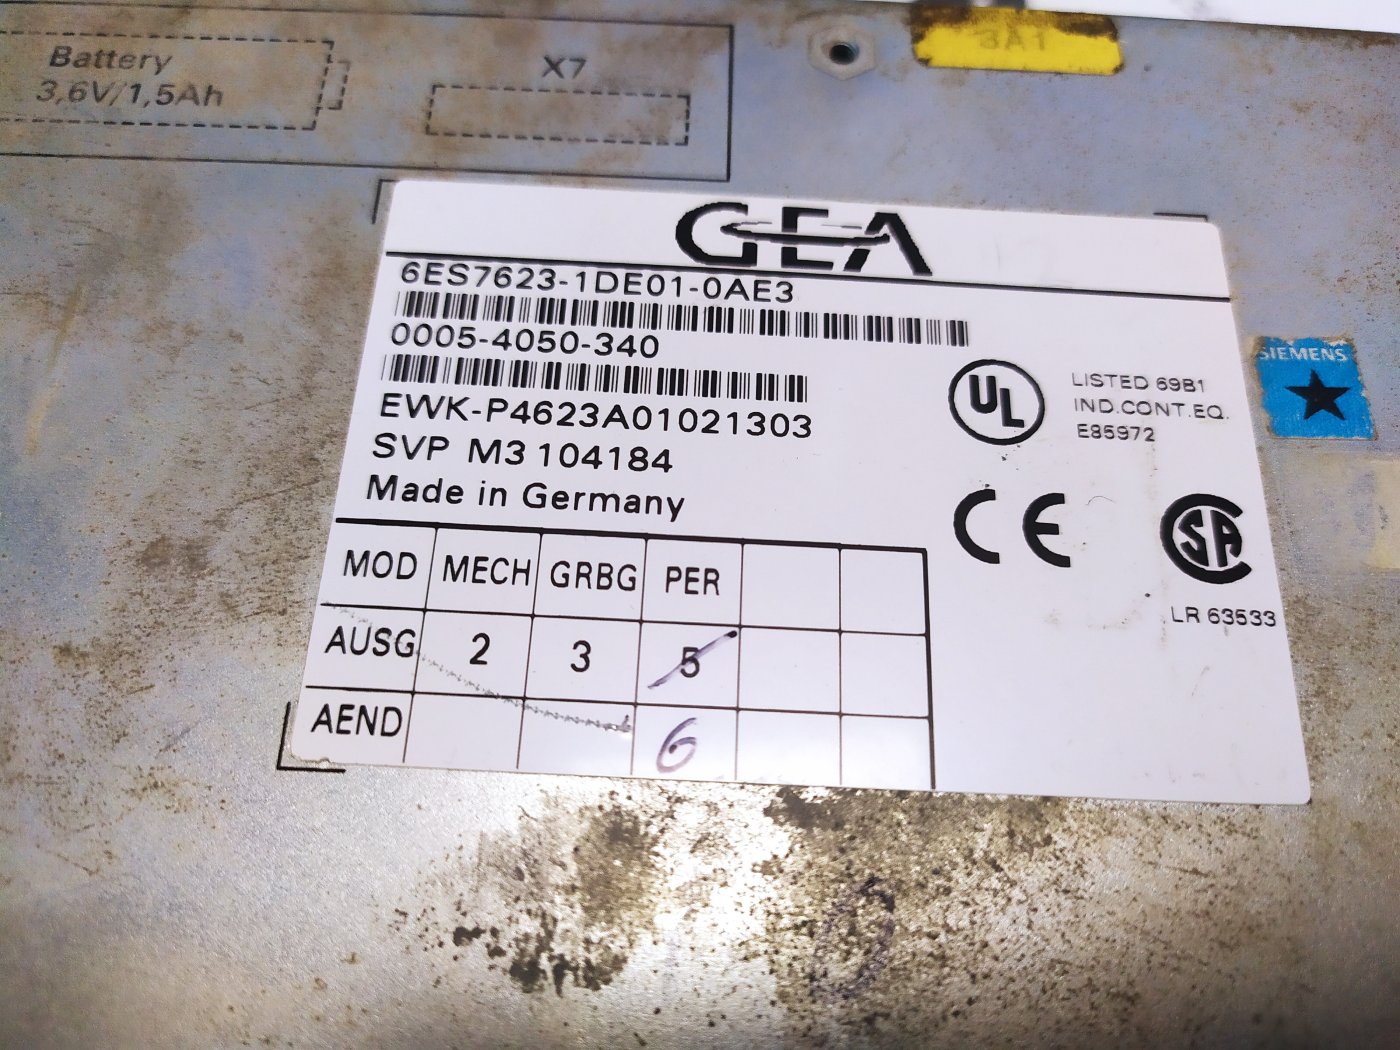 Battery
3,6V/1,5Ah
X7
3A1
GEA
6ES7623-1DE01-0AE3
0005-4050-340
EWK-P4623A01021303
SVP M3 104184
Made in Germany
UL
LISTED 69B1
IND.CONT.EQ.
E85972
SIEMENS
CE
SA
LR 63533
MOD MECH GRBG PER
AUSG 2 3 5
AEND 6